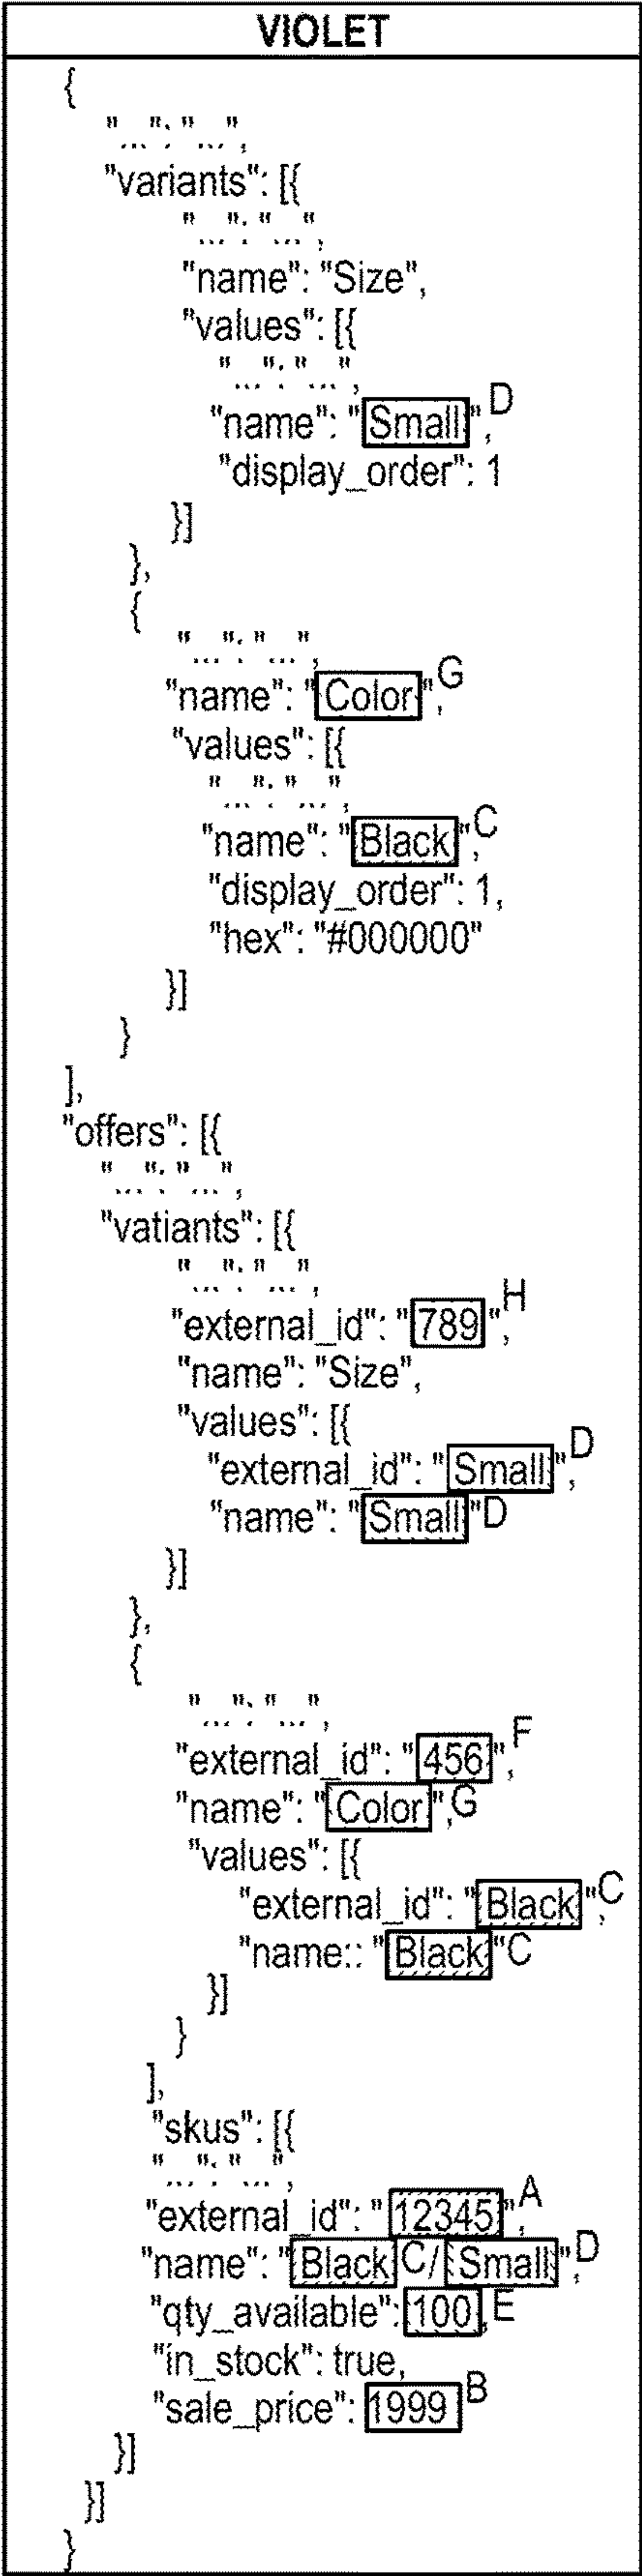 VIOLET
{
"...": "...",
"variants": [{
"...": "...",
"name": "Size",
"values": [{
"...": "...",
"name": "Small", D
"display_order": 1
}]
},
{
"...": "...",
"name": "Color", G
"values": [{
"...": "...",
"name": "Black", C
"display_order": 1,
"hex": "#000000"
}]
}
],
"offers": [{
"...": "...",
"vatiants": [{
"...": "...",
"external_id": "789", H
"name": "Size",
"values": [{
"external_id": "Small", D
"name": "Small" D
}]
},
{
"...": "...",
"external_id": "456", F
"name": "Color", G
"values": [{
"external_id": "Black", C
"name:: "Black" C
}]
}
],
"skus": [{
"...": "...",
"external_id": "12345", A
"name": "Black C/ Small", D
"qty_available": 100, E
"in_stock": true,
"sale_price": 1999 B
}]
}]
}